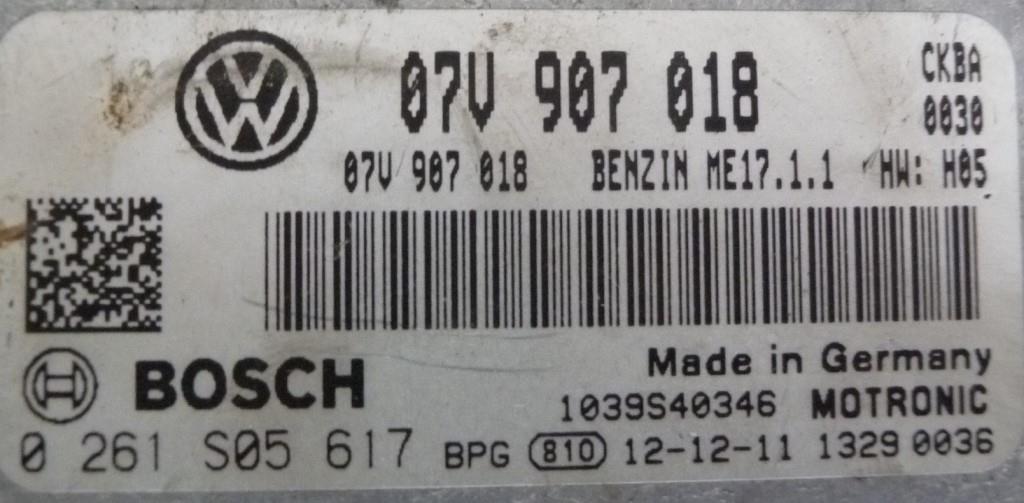 07V 907 018 CKBA
0030
07V 907 018 BENZIN ME17.1.1 HW: H05
BOSCH Made in Germany
1039S40346 MOTRONIC
0 261 S05 617 BPG 810 12-12-11 1329 0036